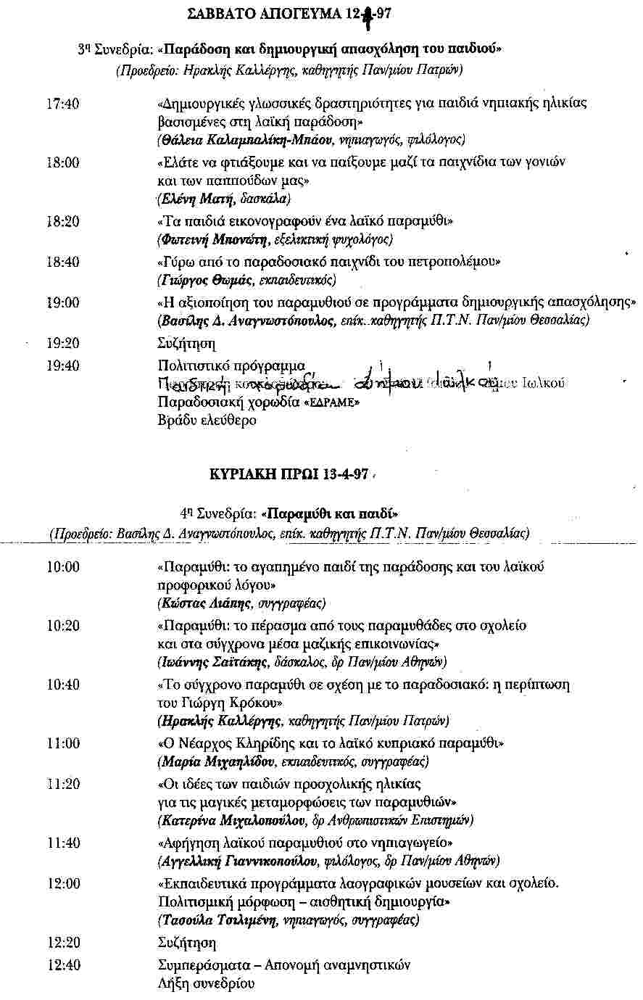 ΣΑΒΒΑΤΟ ΑΠΟΓΕΥΜΑ 12-4-97
3η Συνεδρία: «Παράδοση και δημιουργική απασχόληση του παιδιού»
(Προεδρείο: Ηρακλής Καλλέργης, καθηγητής Παν/μίου Πατρών)
17:40 «Δημιουργικές γλωσσικές δραστηριότητες για παιδιά νηπιακής ηλικίας
βασισμένες στη λαϊκή παράδοση»
(Θάλεια Καλαμπαλίκη-Μπάου, νηπιαγωγός, φιλόλογος)
18:00 «Ελάτε να φτιάξουμε και να παίξουμε μαζί τα παιχνίδια των γονιών
και των παππούδων μας»
(Ελένη Ματή, δασκάλα)
18:20 «Τα παιδιά εικονογραφούν ένα λαϊκό παραμύθι»
(Φωτεινή Μπονώτη, εξελικτική ψυχολόγος)
18:40 «Γύρω από το παραδοσιακό παιχνίδι του πετροπολέμου»
(Γιώργος Θωμάς, εκπαιδευτικός)
19:00 «Η αξιοποίηση του παραμυθιού σε προγράμματα δημιουργικής απασχόλησης»
(Βασίλης Δ. Αναγνωστόπουλος, επίκ. καθηγητής Π.Τ.Ν. Παν/μίου Θεσσαλίας)
19:20 Συζήτηση
19:40 Πολιτιστικό πρόγραμμα
Παιδική χορωδία Δήμου Ιωλκού
Παραδοσιακή χορωδία «ΕΔΡΑΜΕ»
Βράδυ ελεύθερο
ΚΥΡΙΑΚΗ ΠΡΩΙ 13-4-97
4η Συνεδρία: «Παραμύθι και παιδί»
(Προεδρείο: Βασίλης Δ. Αναγνωστόπουλος, επίκ. καθηγητής Π.Τ.Ν. Παν/μίου Θεσσαλίας)
10:00 «Παραμύθι: το αγαπημένο παιδί της παράδοσης και του λαϊκού
προφορικού λόγου»
(Κώστας Λιάπης, συγγραφέας)
10:20 «Παραμύθι: το πέρασμα από τους παραμυθάδες στο σχολείο
και στα σύγχρονα μέσα μαζικής επικοινωνίας»
(Ιωάννης Σαϊτάκης, δάσκαλος, δρ Παν/μίου Αθηνών)
10:40 «Το σύγχρονο παραμύθι σε σχέση με το παραδοσιακό: η περίπτωση
του Γιώργη Κρόκου»
(Ηρακλής Καλλέργης, καθηγητής Παν/μίου Πατρών)
11:00 «Ο Νέαρχος Κληρίδης και το λαϊκό κυπριακό παραμύθι»
(Μαρία Μιχαηλίδου, εκπαιδευτικός, συγγραφέας)
11:20 «Οι ιδέες των παιδιών προσχολικής ηλικίας
για τις μαγικές μεταμορφώσεις των παραμυθιών»
(Κατερίνα Μιχαλοπούλου, δρ Ανθρωπιστικών Επιστημών)
11:40 «Αφήγηση λαϊκού παραμυθιού στο νηπιαγωγείο»
(Αγγελλική Γιαννικοπούλου, φιλόλογος, δρ Παν/μίου Αθηνών)
12:00 «Εκπαιδευτικά προγράμματα λαογραφικών μουσείων και σχολείο.
Πολιτισμική μόρφωση – αισθητική δημιουργία»
(Τασούλα Τσιλιμένη, νηπιαγωγός, συγγραφέας)
12:20 Συζήτηση
12:40 Συμπεράσματα – Απονομή αναμνηστικών
Λήξη συνεδρίου